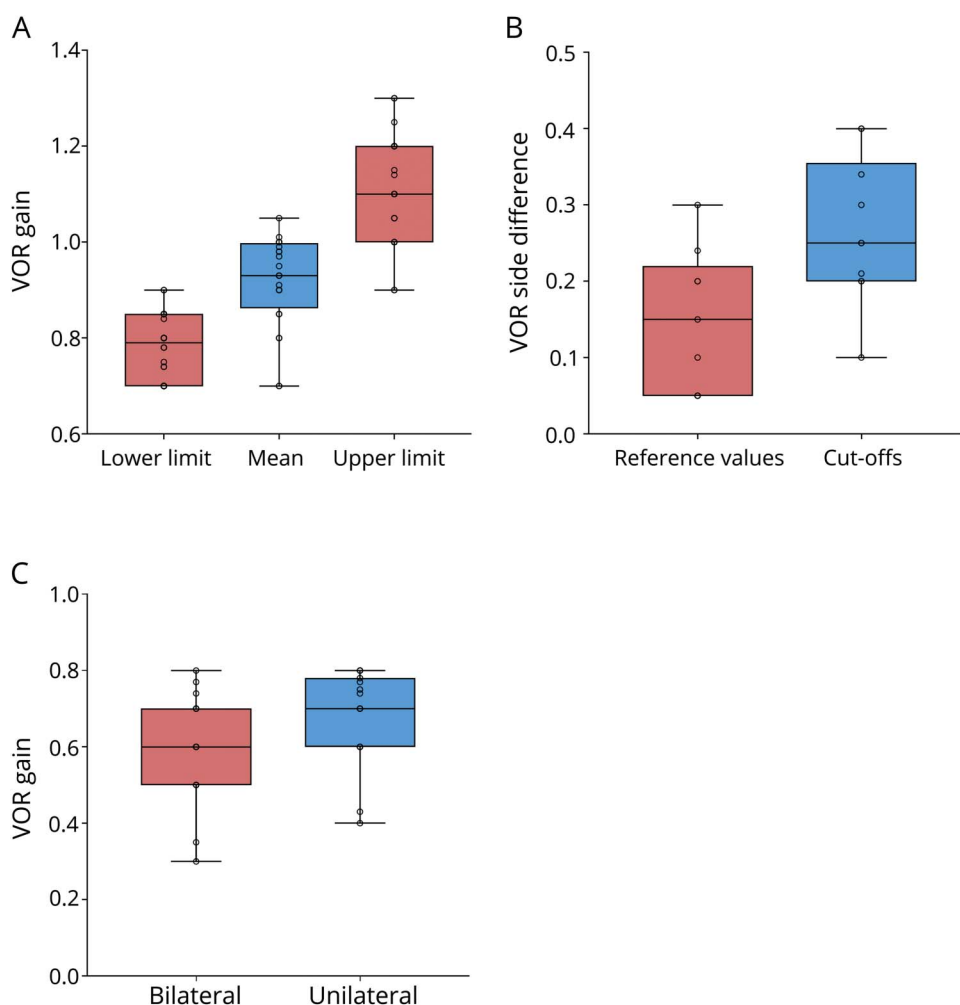 A
VOR gain
1.4
1.2
1.0
0.8
0.6
Lower limit Mean Upper limit
B
VOR side difference
0.5
0.4
0.3
0.2
0.1
0.0
Reference values Cut-offs
C
VOR gain
1.0
0.8
0.6
0.4
0.2
0.0
Bilateral Unilateral